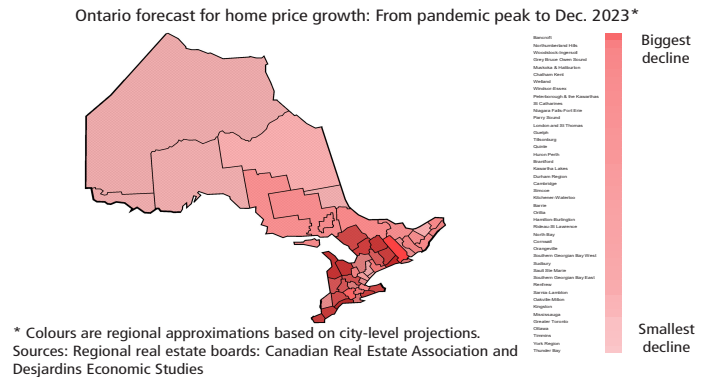 Ontario forecast for home price growth: From pandemic peak to Dec. 2023*
Bancroft
Northumberland Hills
Woodstock-Ingersoll
Grey Bruce Owen Sound
Muskoka & Haliburton
Chatham Kent
Welland
Windsor-Essex
Peterborough & the Kawarthas
St Catharines
Niagara Falls-Fort Erie
Parry Sound
London and St Thomas
Guelph
Tillsonburg
Quinte
Huron Perth
Brantford
Kawartha Lakes
Durham Region
Cambridge
Simcoe
Kitchener-Waterloo
Barrie
Orillia
Hamilton-Burlington
Rideau-St Lawrence
North Bay
Cornwall
Orangeville
Southern Georgian Bay West
Sudbury
Sault Ste-Marie
Southern Georgian Bay East
Renfrew
Sarnia-Lambton
Oakville-Milton
Kingston
Mississauga
Greater Toronto
Ottawa
Timmins
York Region
Thunder Bay
Biggest
decline
Smallest
decline
* Colours are regional approximations based on city-level projections.
Sources: Regional real estate boards: Canadian Real Estate Association and
Desjardins Economic Studies